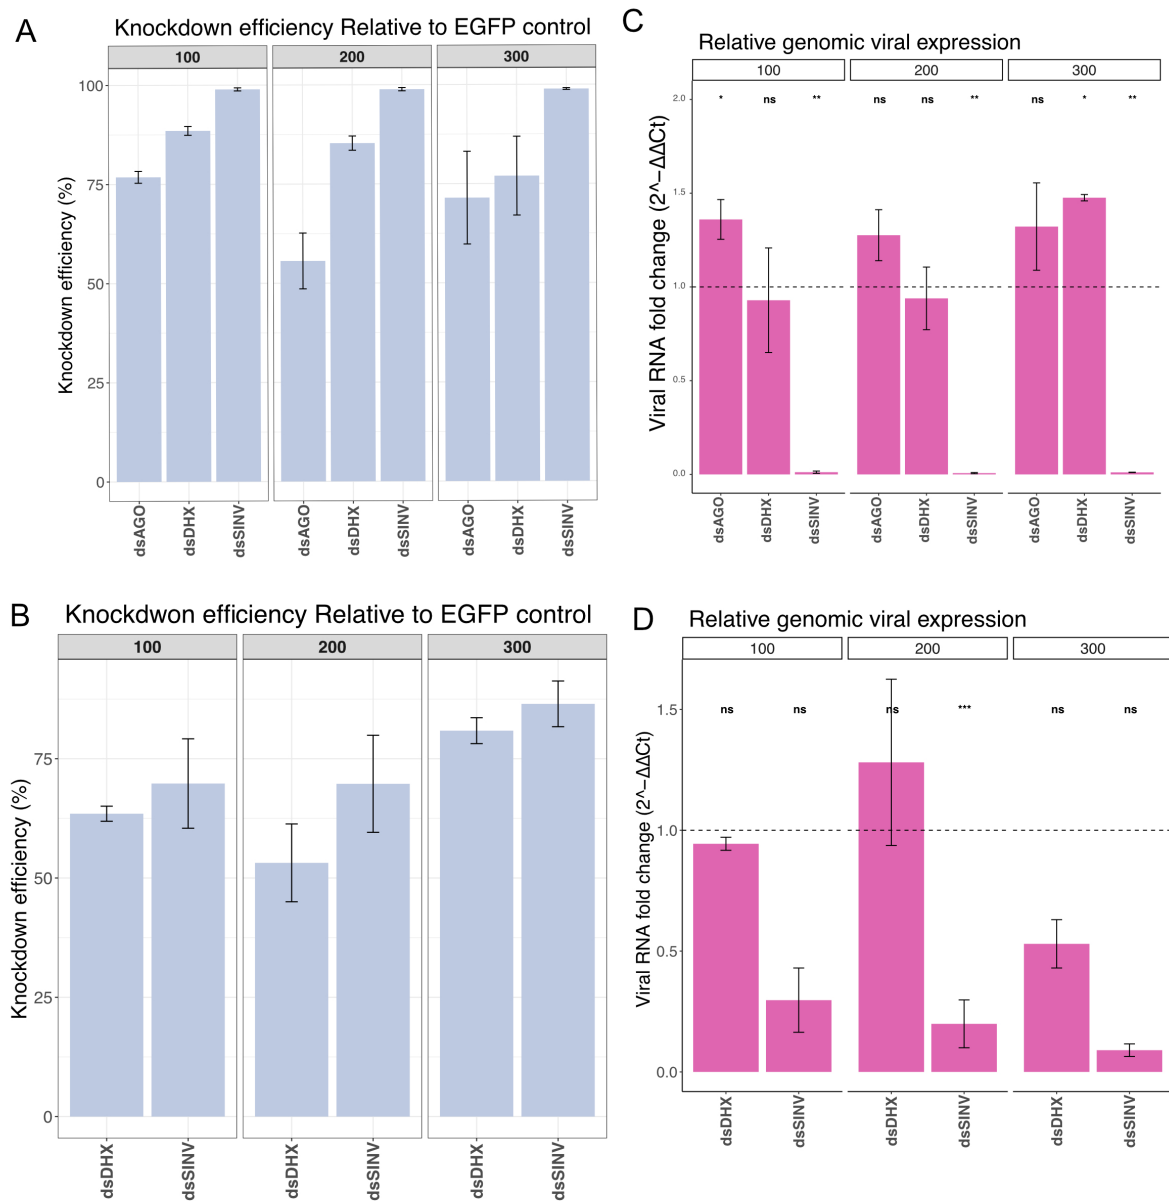 A
Knockdown efficiency Relative to EGFP control
100
200
300
Knockdown efficiency (%)
100
75
50
25
0
dsAGO
dsDHX
dsSINV
dsAGO
dsDHX
dsSINV
dsAGO
dsDHX
dsSINV
C
Relative genomic viral expression
100
200
300
Viral RNA fold change (2^−ΔΔCt)
2.0
1.5
1.0
0.5
0.0
*
ns
**
ns
ns
**
ns
*
**
dsAGO
dsDHX
dsSINV
dsAGO
dsDHX
dsSINV
dsAGO
dsDHX
dsSINV
B
Knockdwon efficiency Relative to EGFP control
100
200
300
Knockdown efficiency (%)
75
50
25
0
dsDHX
dsSINV
dsDHX
dsSINV
dsDHX
dsSINV
D
Relative genomic viral expression
100
200
300
Viral RNA fold change (2^−ΔΔCt)
1.5
1.0
0.5
0.0
ns
ns
ns
***
ns
ns
dsDHX
dsSINV
dsDHX
dsSINV
dsDHX
dsSINV